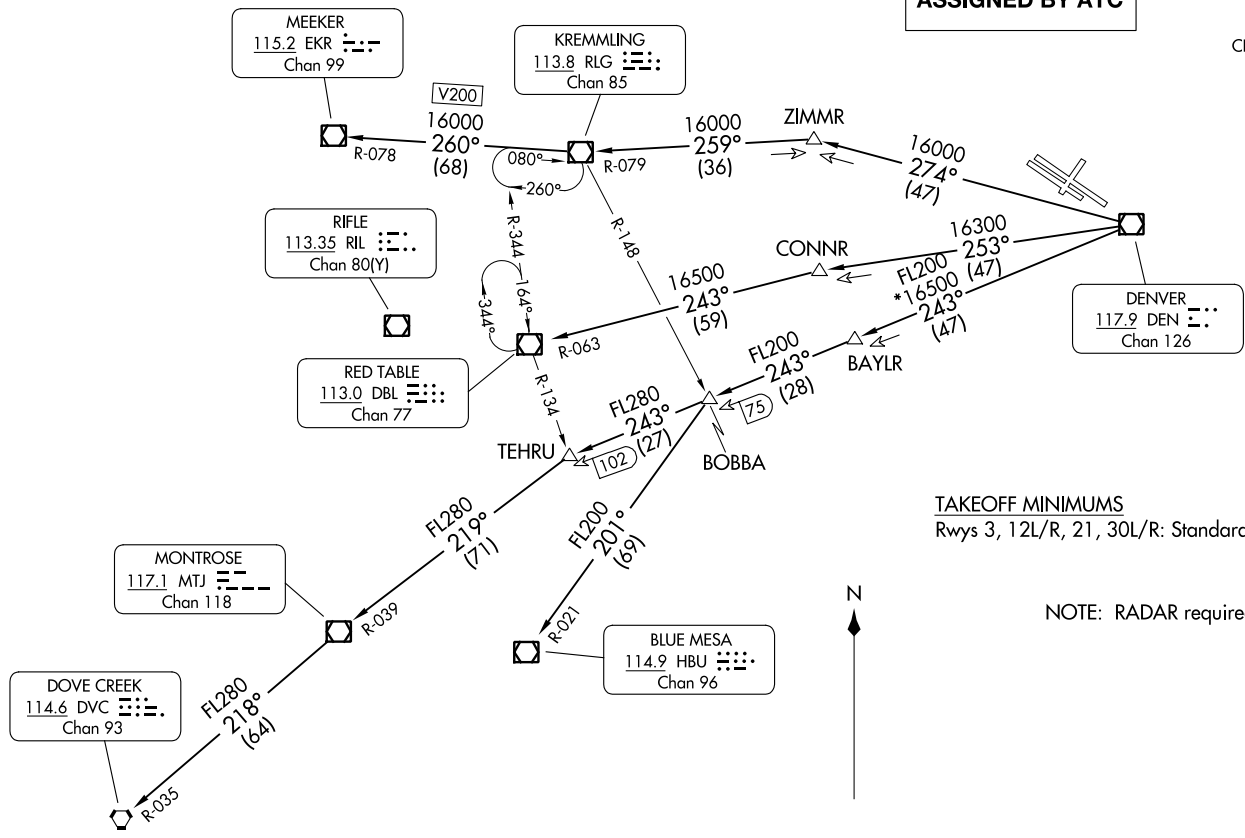 ASSIGNED BY ATC
MEEKER
115.2 EKR
Chan 99
KREMMLING
113.8 RLG
Chan 85
V200
16000
260°
(68)
R-078
080°
260°
R-079
16000
259°
(36)
ZIMMR
16000
274°
(47)
RIFLE
113.35 RIL
Chan 80(Y)
R-344
164°
344°
R-148
CONNR
16300
253°
(47)
16500
243°
(59)
R-063
FL200
*16500
243°
(47)
DENVER
117.9 DEN
Chan 126
RED TABLE
113.0 DBL
Chan 77
R-134
BAYLR
FL200
243°
(28)
75
BOBBA
FL280
243°
(27)
102
TEHRU
FL280
219°
(71)
FL200
201°
(69)
TAKEOFF MINIMUMS
Rwys 3, 12L/R, 21, 30L/R: Standard
MONTROSE
117.1 MTJ
Chan 118
R-039
R-021
N
NOTE: RADAR require
BLUE MESA
114.9 HBU
Chan 96
DOVE CREEK
114.6 DVC
Chan 93
FL280
218°
(64)
R-035